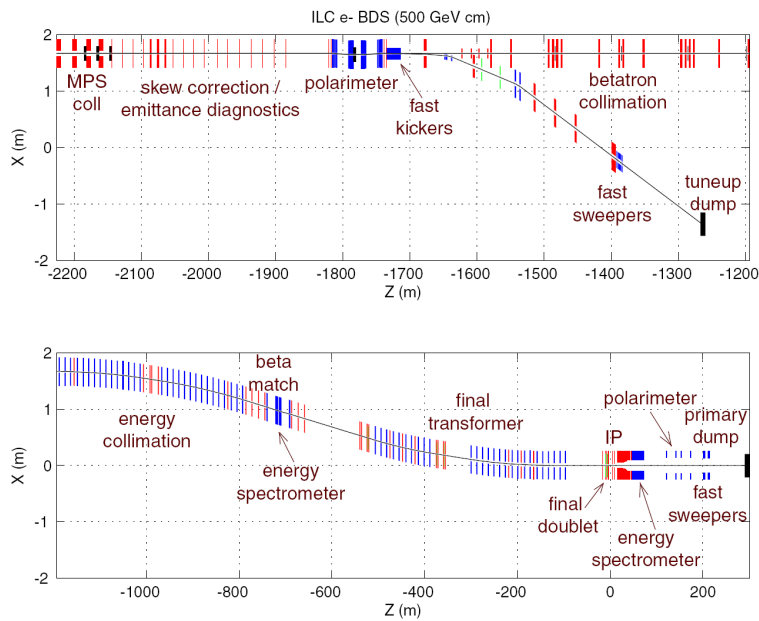 ILC e- BDS (500 GeV cm)
2
1
0
-1
-2
X (m)
MPS
coll
skew correction /
emittance diagnostics
polarimeter
fast
kickers
betatron
collimation
fast
sweepers
tuneup
dump
-2200 -2100 -2000 -1900 -1800 -1700 -1600 -1500 -1400 -1300 -1200
Z (m)
2
1
0
-1
-2
X (m)
energy
collimation
beta
match
energy
spectrometer
final
transformer
IP
final
doublet
polarimeter
primary
dump
fast
sweepers
energy
spectrometer
-1000 -800 -600 -400 -200 0 200
Z (m)